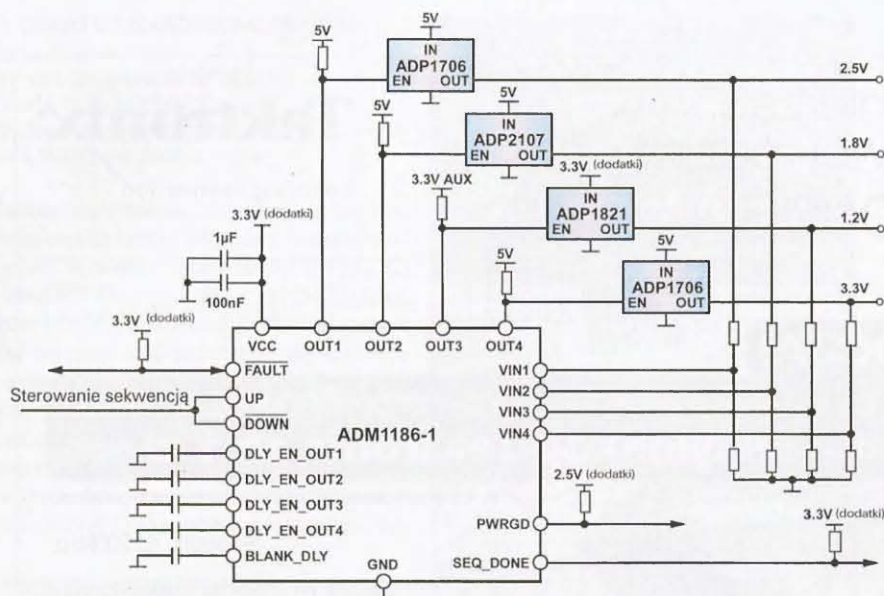 5V
5V
IN
ADP1706
EN OUT
2.5V
5V
5V
IN
ADP2107
EN OUT
1.8V
3.3V AUX
3.3V (dodatki)
IN
ADP1821
EN OUT
1.2V
3.3V (dodatki)
1µF
100nF
5V
5V
IN
ADP1706
EN OUT
3.3V
3.3V (dodatki)
VCC
OUT1
OUT2
OUT3
OUT4
FAULT
UP
DOWN
Sterowanie sekwencją
DLY_EN_OUT1
DLY_EN_OUT2
DLY_EN_OUT3
DLY_EN_OUT4
BLANK_DLY
ADM1186-1
VIN1
VIN2
VIN3
VIN4
2.5V (dodatki)
PWRGD
3.3V (dodatki)
SEQ_DONE
GND